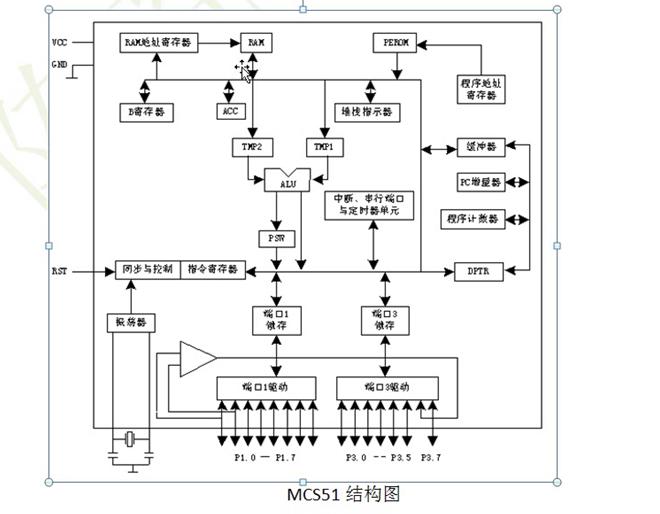 VCC
RAM地址寄存器
RAM
PEROM
GND
程序地址
寄存器
B寄存器
ACC
堆栈指示器
TMP2
TMP1
缓冲器
ALU
PC增量器
中断、串行端口
与定时器单元
程序计数器
PSW
RST
同步与控制
指令寄存器
DPTR
端口1
锁存
端口3
锁存
振荡器
端口1驱动
端口3驱动
P1.0 — P1.7
P3.0 -- P3.5
P3.7
MCS51 结构图